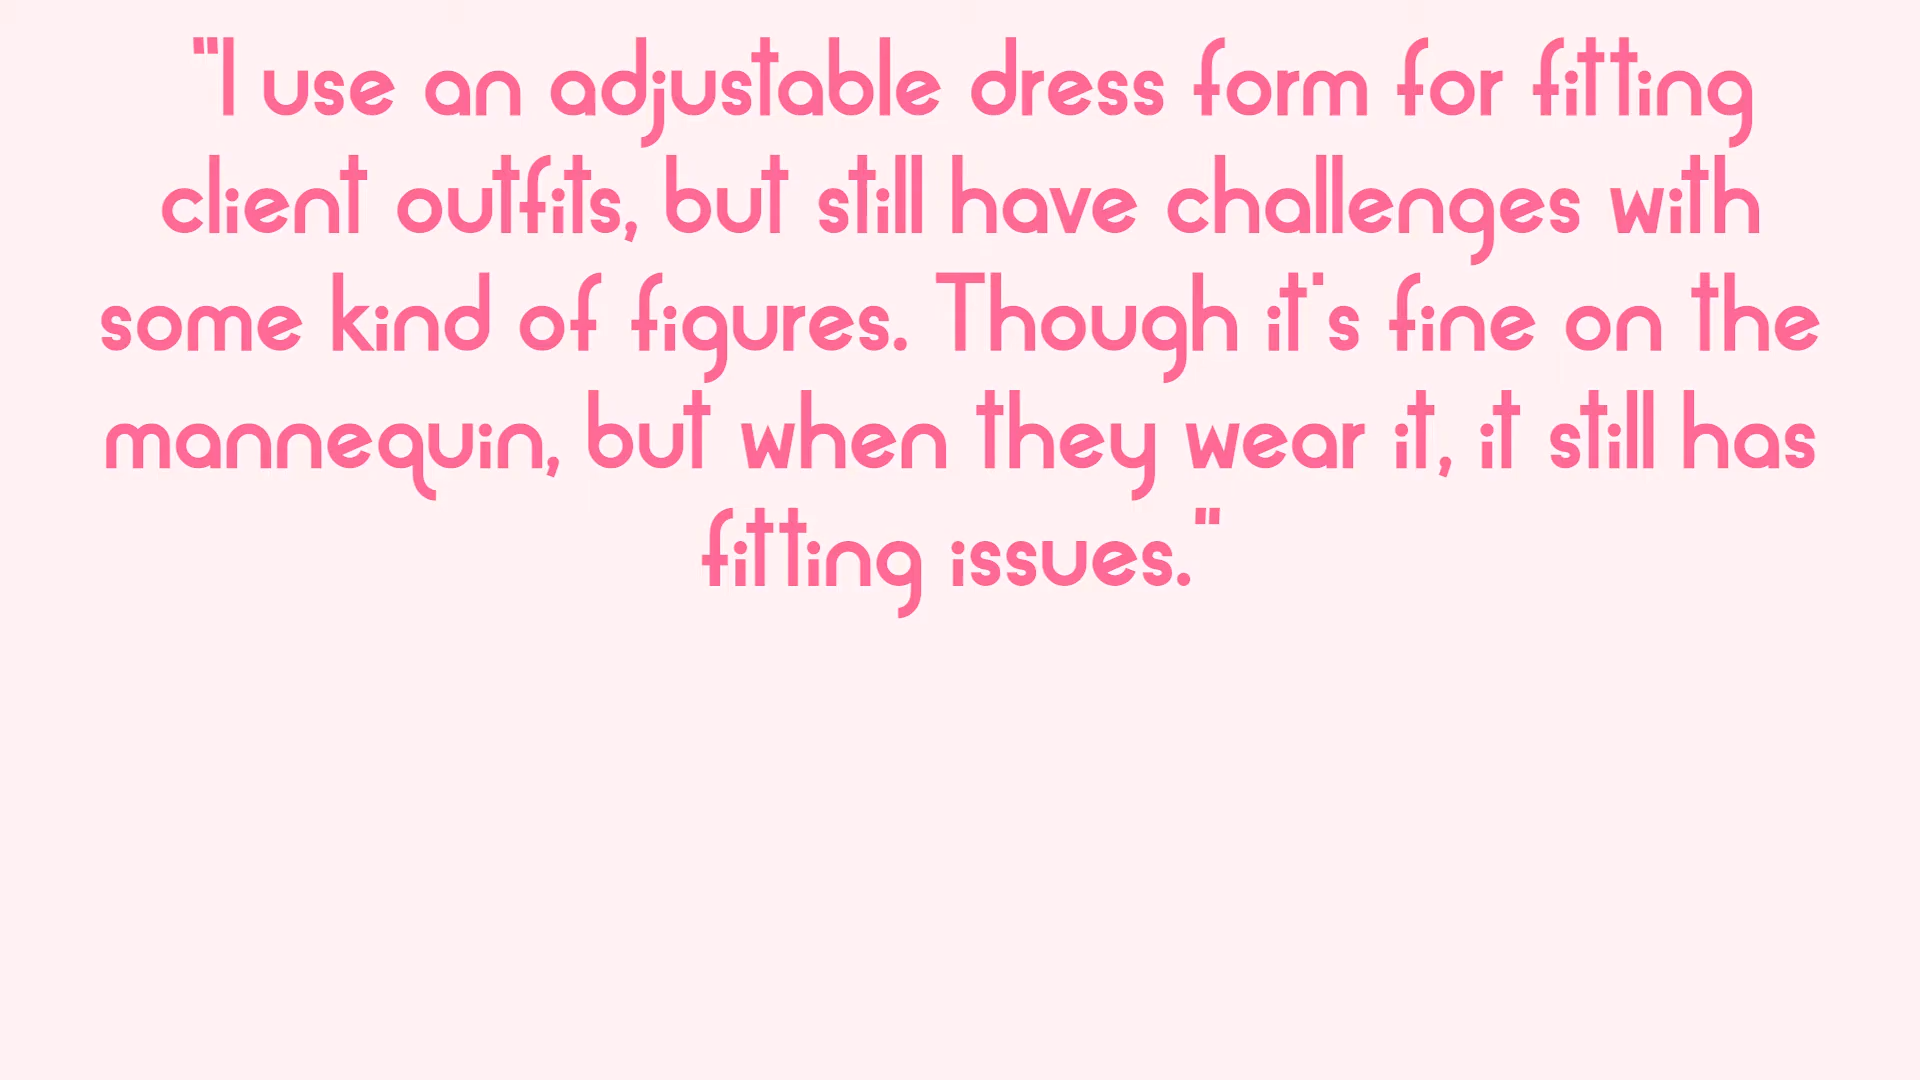 "I use an adjustable dress form for fitting
client outfits, but still have challenges with
some kind of figures. Though it's fine on the
mannequin, but when they wear it, it still has
fitting issues."